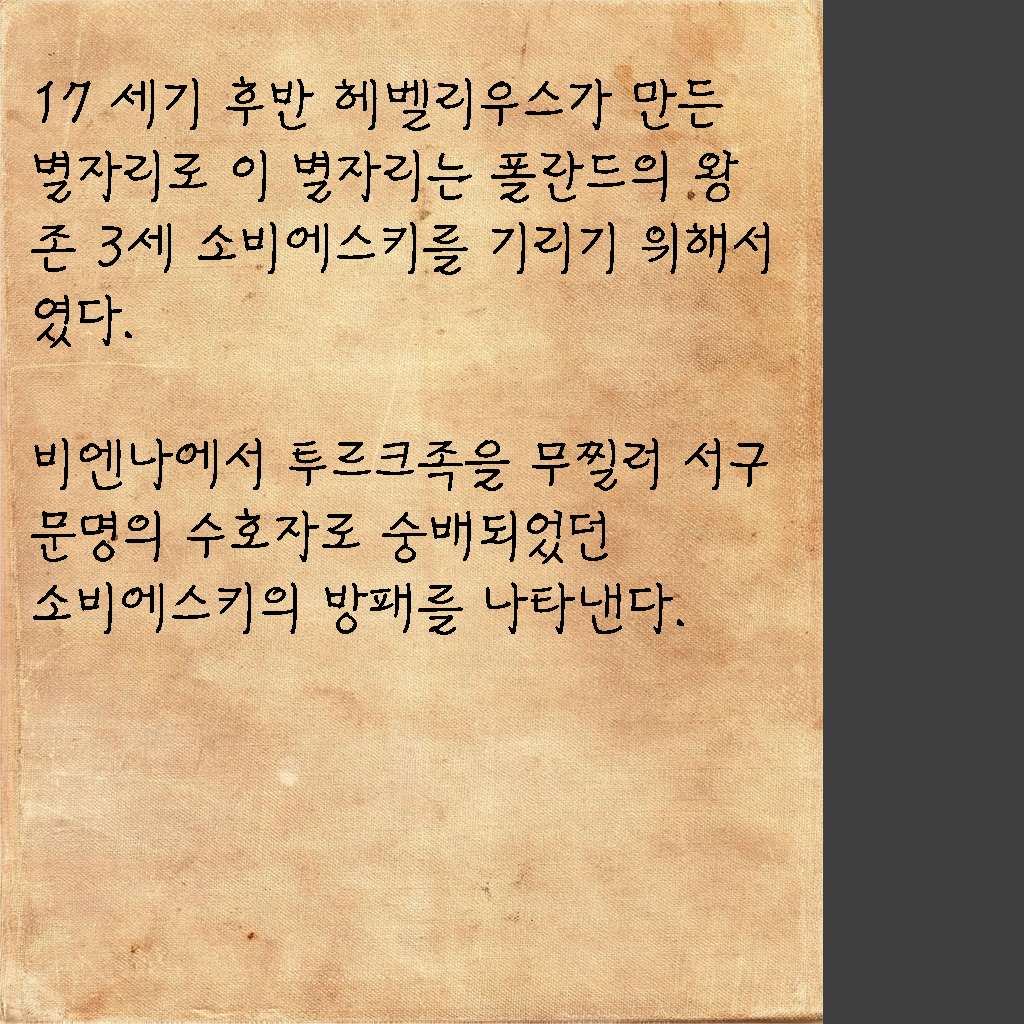 17 세기 후반 헤벨리우스가 만든
별자리로 이 별자리는 폴란드의 왕
존 3세 소비에스키를 기리기 위해서
였다.
비엔나에서 투르크족을 무찔러 서구
문명의 수호자로 숭배되었던
소비에스키의 방패를 나타낸다.